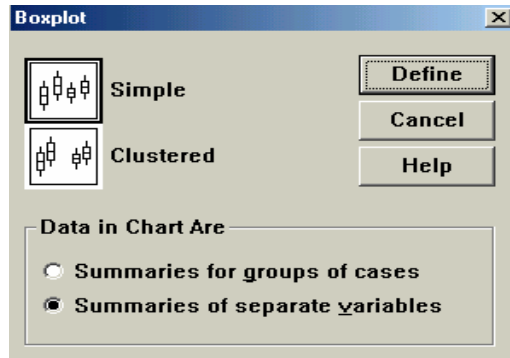 Boxplot
Simple
Clustered
Define
Cancel
Help
Data in Chart Are
Summaries for groups of cases
Summaries of separate variables